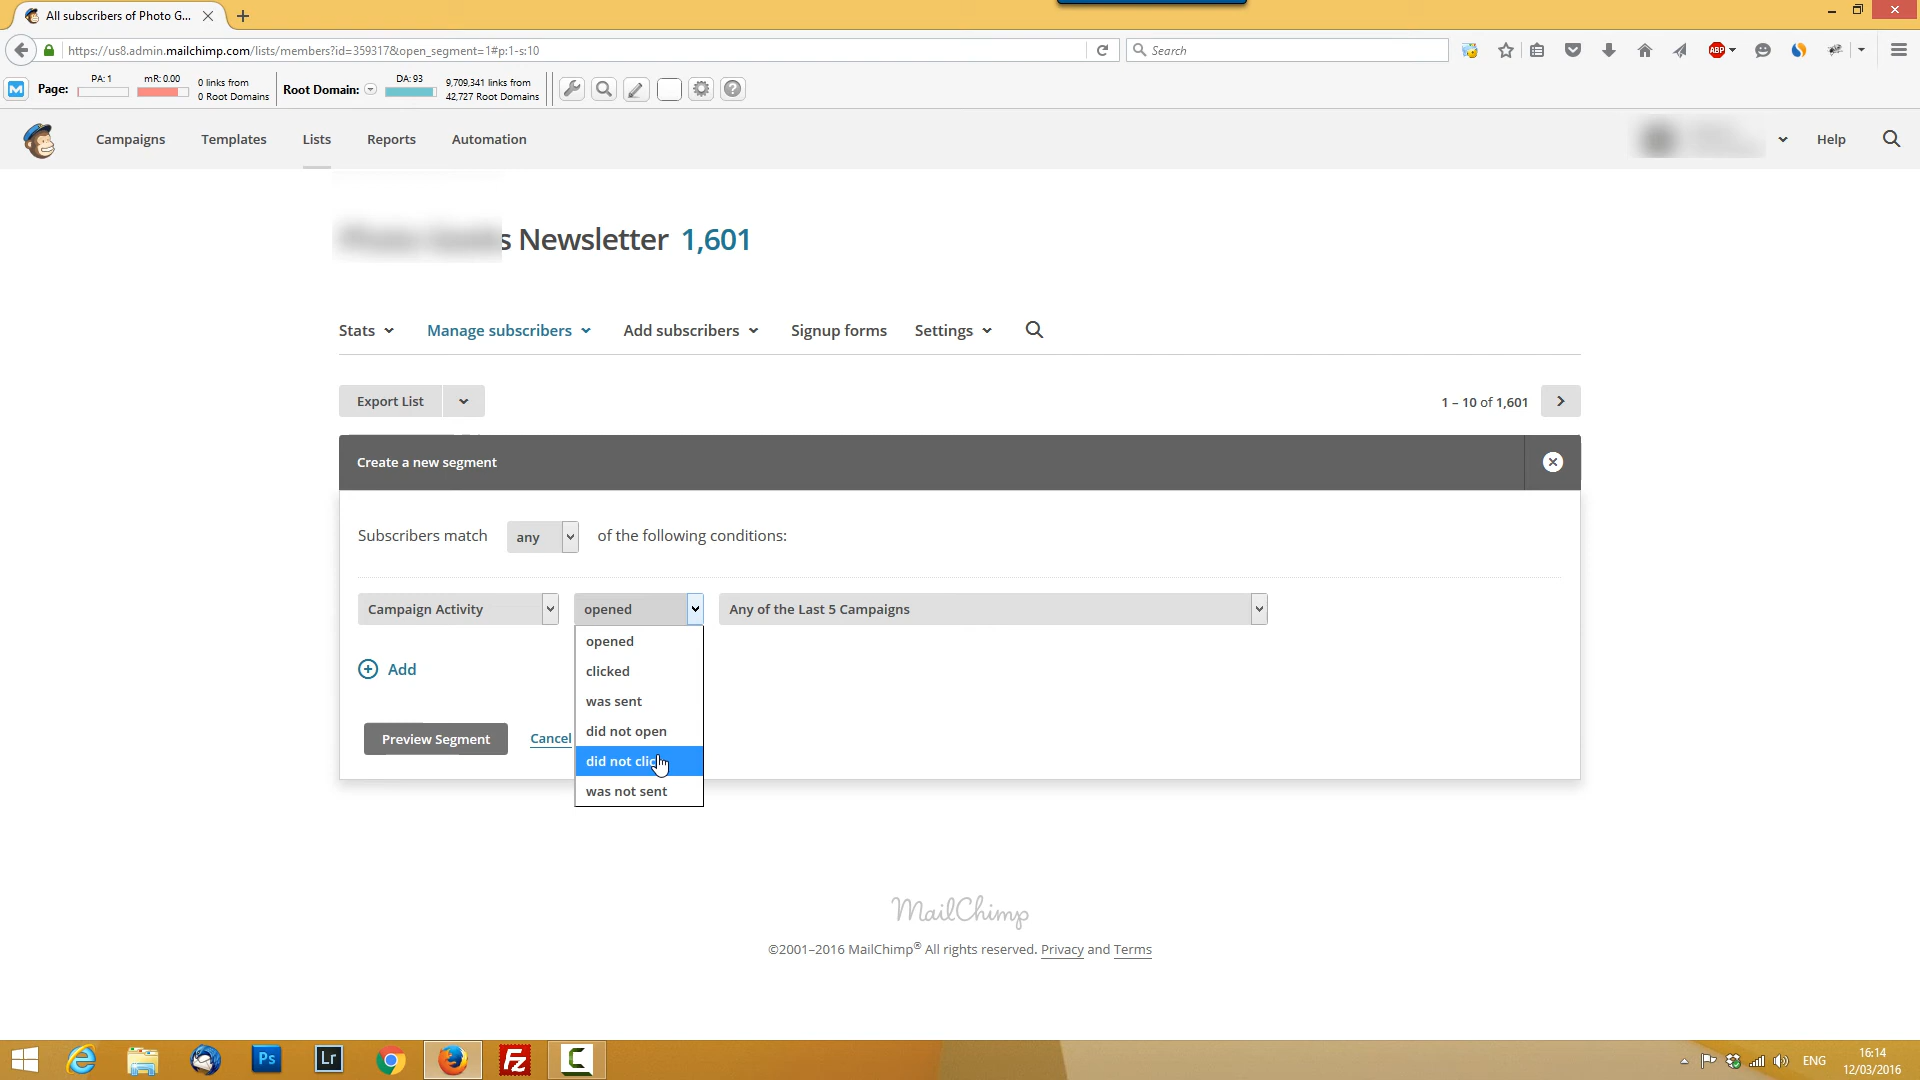 All subscribers of Photo G...
https://us8.admin.mailchimp.com/lists/members?id=359317&open_segment=1#p:1-s:10
Search
ABP
Page:
PA: 1
mR: 0.00
0 links from
0 Root Domains
Root Domain:
DA: 93
9,709,341 links from
42,727 Root Domains
Campaigns
Templates
Lists
Reports
Automation
Help
s Newsletter 1,601
Stats
Manage subscribers
Add subscribers
Signup forms
Settings
Export List
1 – 10 of 1,601
Create a new segment
Subscribers match any of the following conditions:
Campaign Activity
opened
Any of the Last 5 Campaigns
opened
clicked
was sent
did not open
did not clic
was not sent
Add
Preview Segment
Cancel
MailChimp
©2001–2016 MailChimp® All rights reserved. Privacy and Terms
Ps
Lr
Fz
C
ENG
16:14
12/03/2016